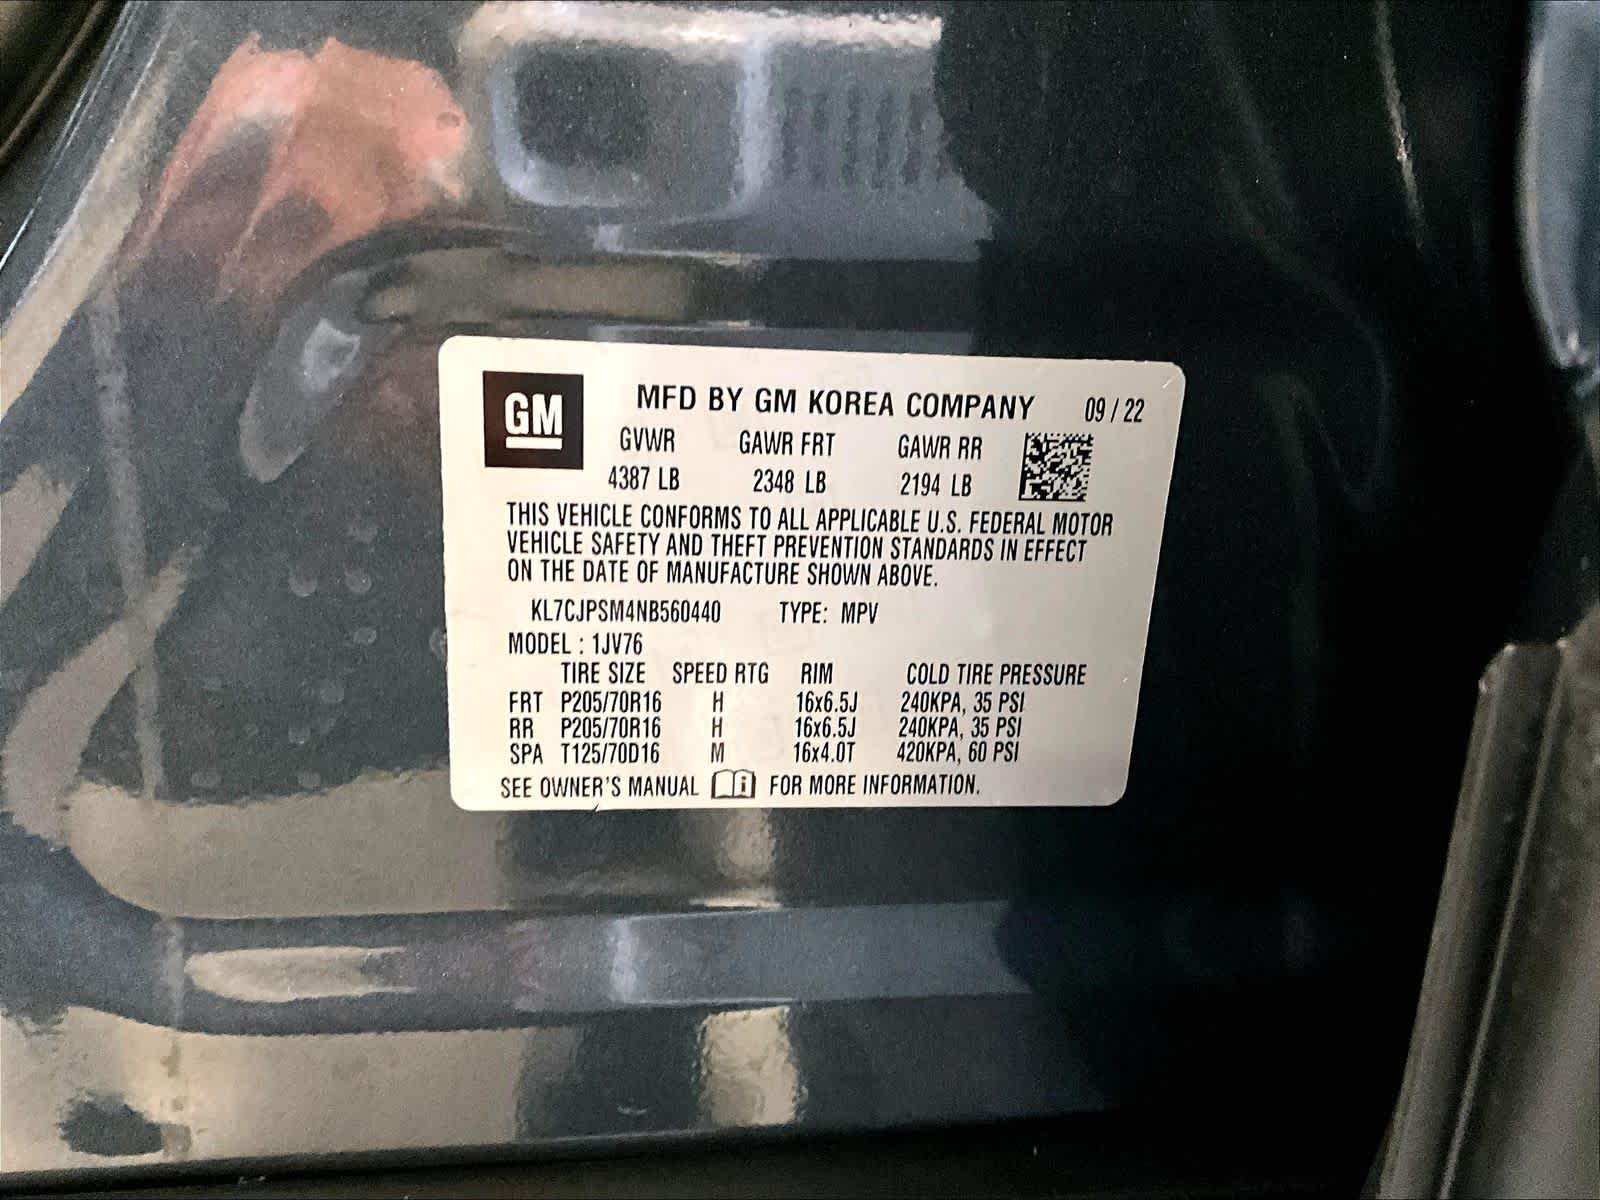 GM
MFD BY GM KOREA COMPANY 09 / 22
GVWR GAWR FRT GAWR RR
4387 LB 2348 LB 2194 LB
THIS VEHICLE CONFORMS TO ALL APPLICABLE U.S. FEDERAL MOTOR
VEHICLE SAFETY AND THEFT PREVENTION STANDARDS IN EFFECT
ON THE DATE OF MANUFACTURE SHOWN ABOVE.
KL7CJPSM4NB560440 TYPE: MPV
MODEL : 1JV76
TIRE SIZE SPEED RTG RIM COLD TIRE PRESSURE
FRT P205/70R16 H 16x6.5J 240KPA, 35 PSI
RR P205/70R16 H 16x6.5J 240KPA, 35 PSI
SPA T125/70D16 M 16x4.0T 420KPA, 60 PSI
SEE OWNER'S MANUAL i FOR MORE INFORMATION.